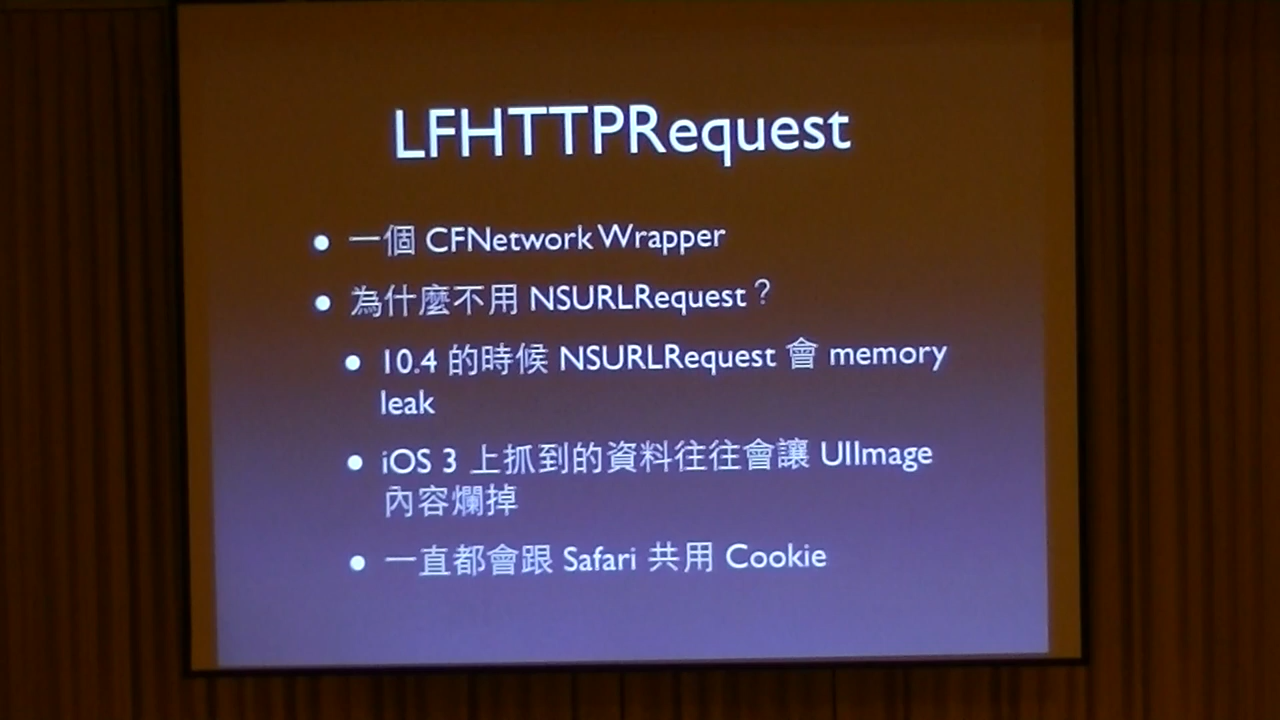 LFHTTPRequest
• 一個 CFNetwork Wrapper
• 為什麼不用 NSURLRequest？
• 10.4 的時候 NSURLRequest 會 memory
leak
• iOS 3 上抓到的資料往往會讓 UIImage
內容爛掉
• 一直都會跟 Safari 共用 Cookie